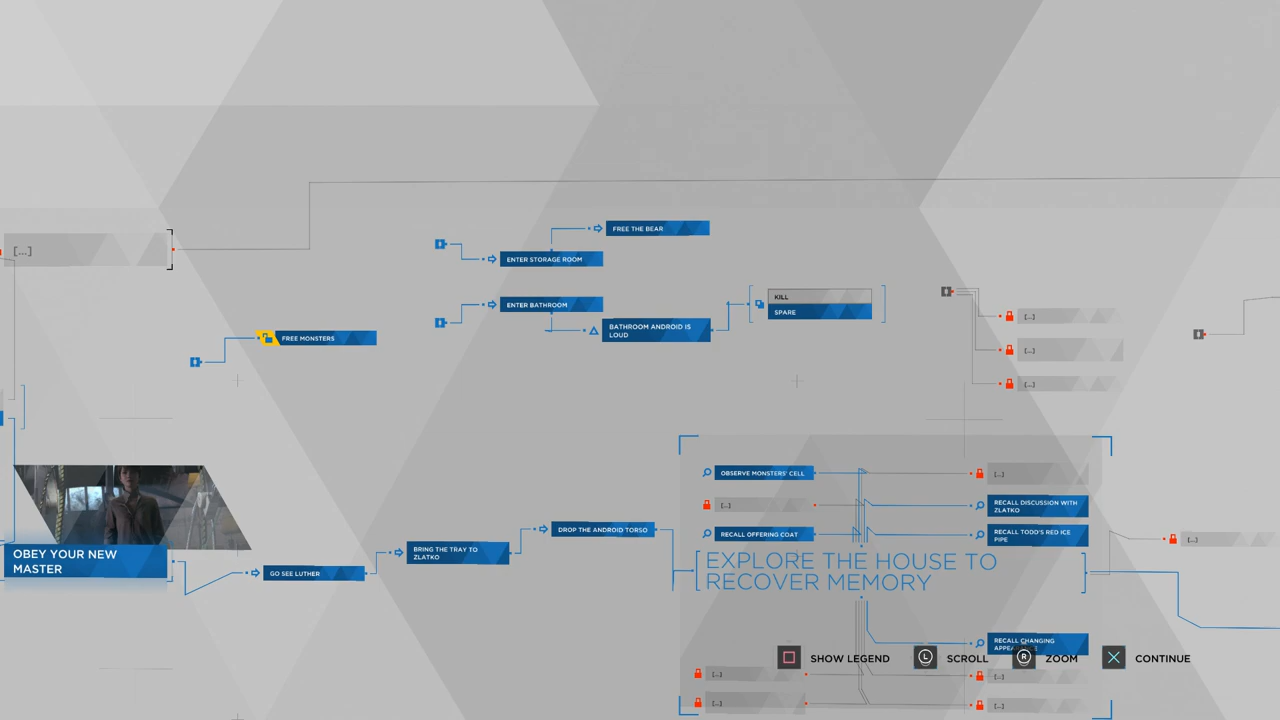 FREE THE BEAR
[...]
ENTER STORAGE ROOM
KILL
ENTER BATHROOM
SPARE
[...]
BATHROOM ANDROID IS
LOUD
FREE MONSTERS
[...]
[...]
OBSERVE MONSTERS' CELL
[...]
[...]
RECALL DISCUSSION WITH
ZLATKO
DROP THE ANDROID TORSO
RECALL OFFERING COAT
RECALL TODD'S RED ICE
PIPE
[...]
OBEY YOUR NEW
MASTER
BRING THE TRAY TO
ZLATKO
EXPLORE THE HOUSE TO
RECOVER MEMORY
GO SEE LUTHER
RECALL CHANGING
APPEARANCE
SHOW LEGEND
L
SCROLL
R
ZOOM
CONTINUE
[...]
[...]
[...]
[...]